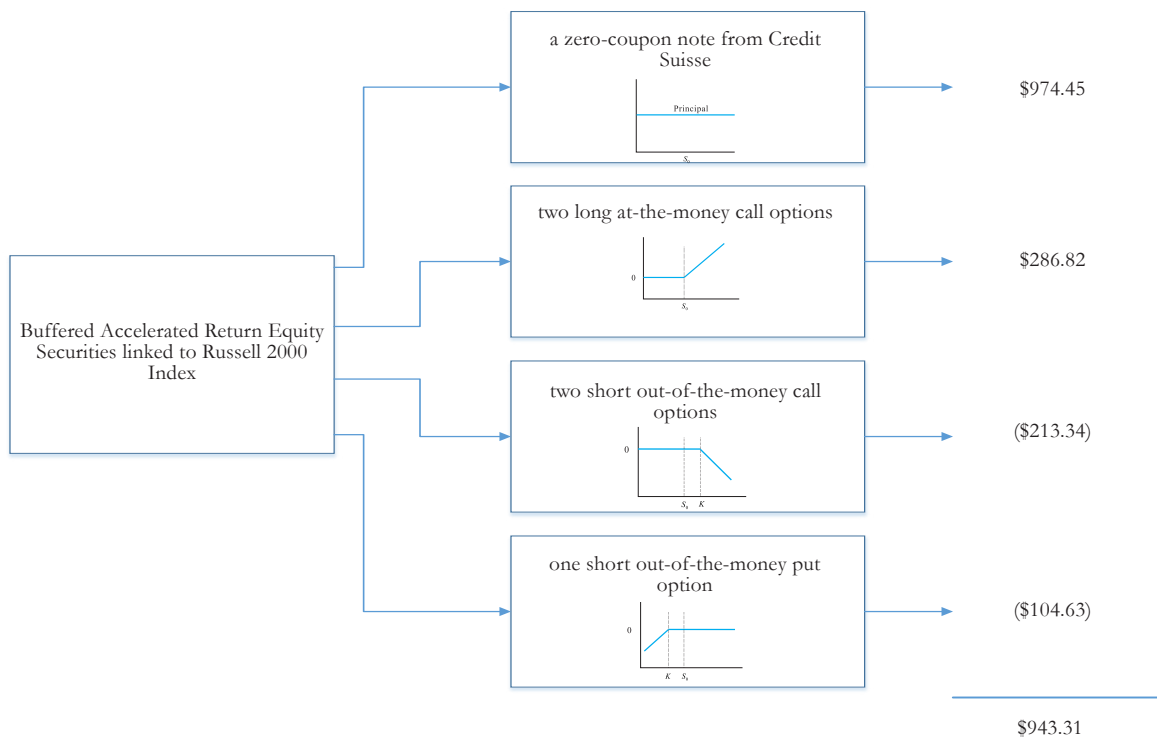 a zero-coupon note from Credit
Suisse
Principal
S₀
$974.45
two long at-the-money call options
0
S₀
$286.82
Buffered Accelerated Return Equity
Securities linked to Russell 2000
Index
two short out-of-the-money call
options
0
S₀ K
($213.34)
one short out-of-the-money put
option
0
K S₀
($104.63)
$943.31